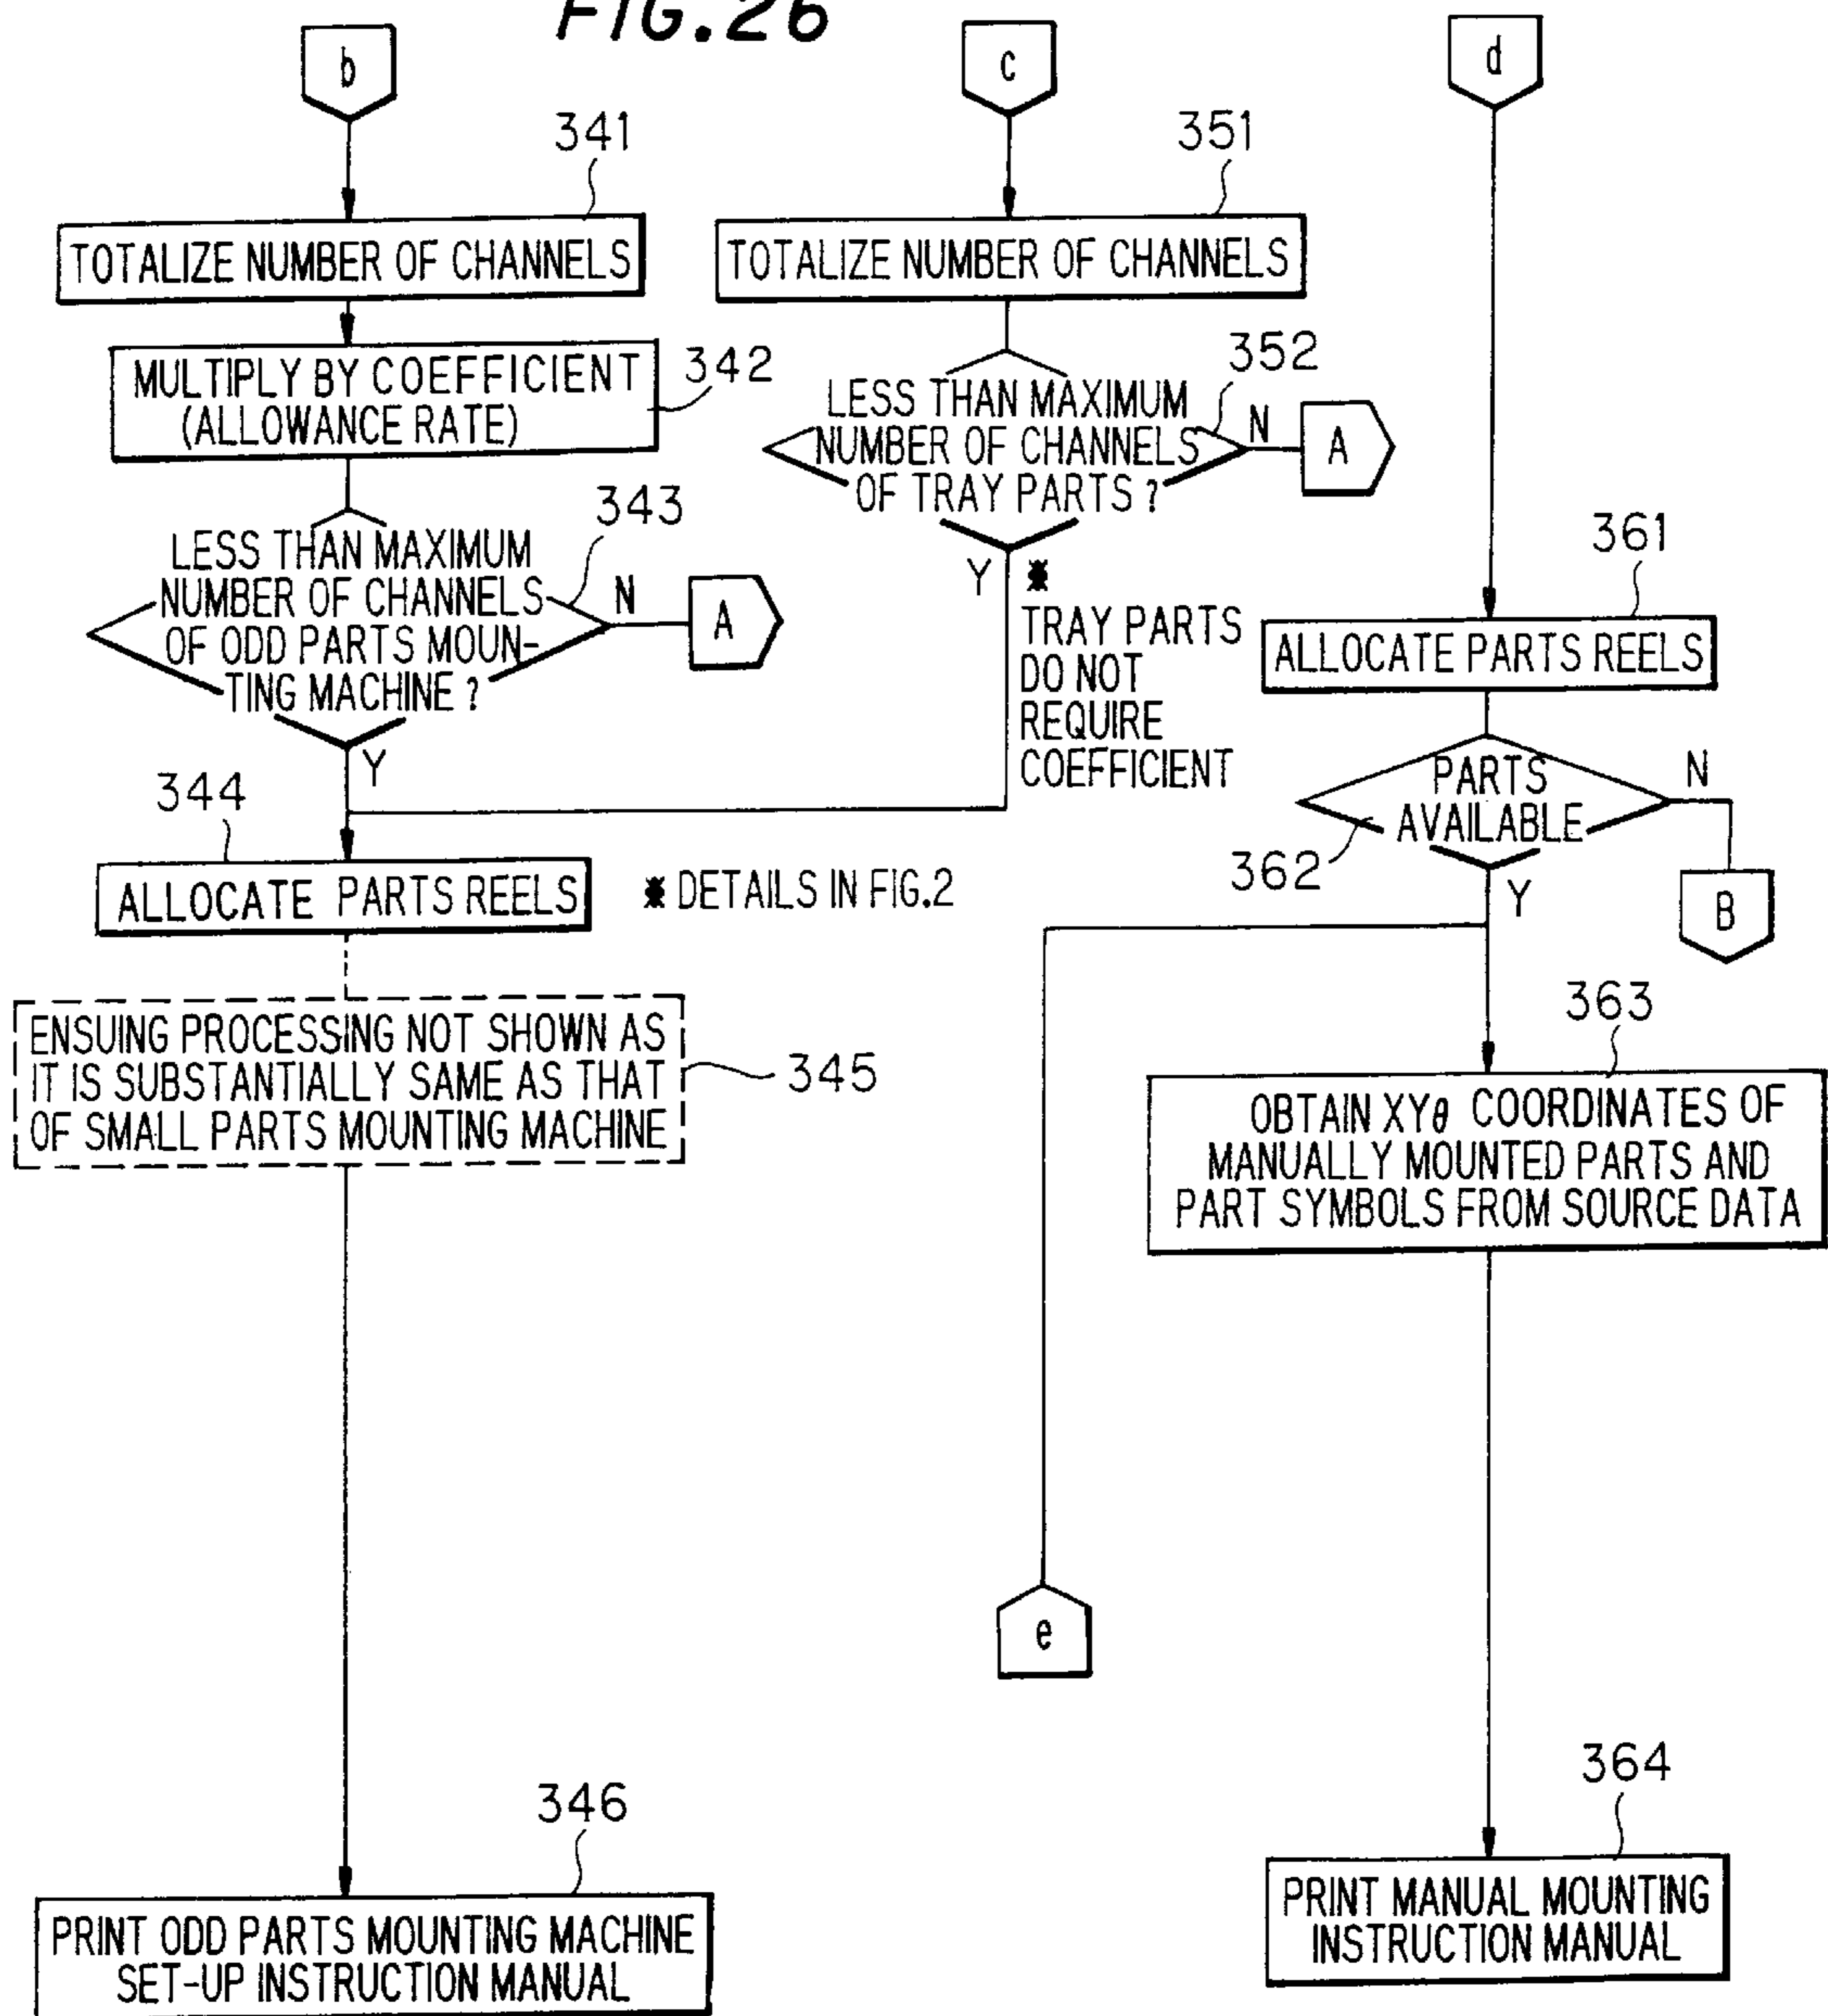 FIG.26
b
c
d
341
TOTALIZE NUMBER OF CHANNELS
MULTIPLY BY COEFFICIENT
(ALLOWANCE RATE)
342
343
LESS THAN MAXIMUM
NUMBER OF CHANNELS
OF ODD PARTS MOUN-
TING MACHINE ?
N
A
Y
344
ALLOCATE PARTS REELS
※ DETAILS IN FIG.2
ENSUING PROCESSING NOT SHOWN AS
IT IS SUBSTANTIALLY SAME AS THAT
OF SMALL PARTS MOUNTING MACHINE
345
346
PRINT ODD PARTS MOUNTING MACHINE
SET-UP INSTRUCTION MANUAL
351
TOTALIZE NUMBER OF CHANNELS
352
LESS THAN MAXIMUM
NUMBER OF CHANNELS
OF TRAY PARTS ?
N
A
Y ※
TRAY PARTS
DO NOT
REQUIRE
COEFFICIENT
361
ALLOCATE PARTS REELS
PARTS
AVAILABLE
N
362
Y
B
363
OBTAIN XYθ COORDINATES OF
MANUALLY MOUNTED PARTS AND
PART SYMBOLS FROM SOURCE DATA
e
364
PRINT MANUAL MOUNTING
INSTRUCTION MANUAL